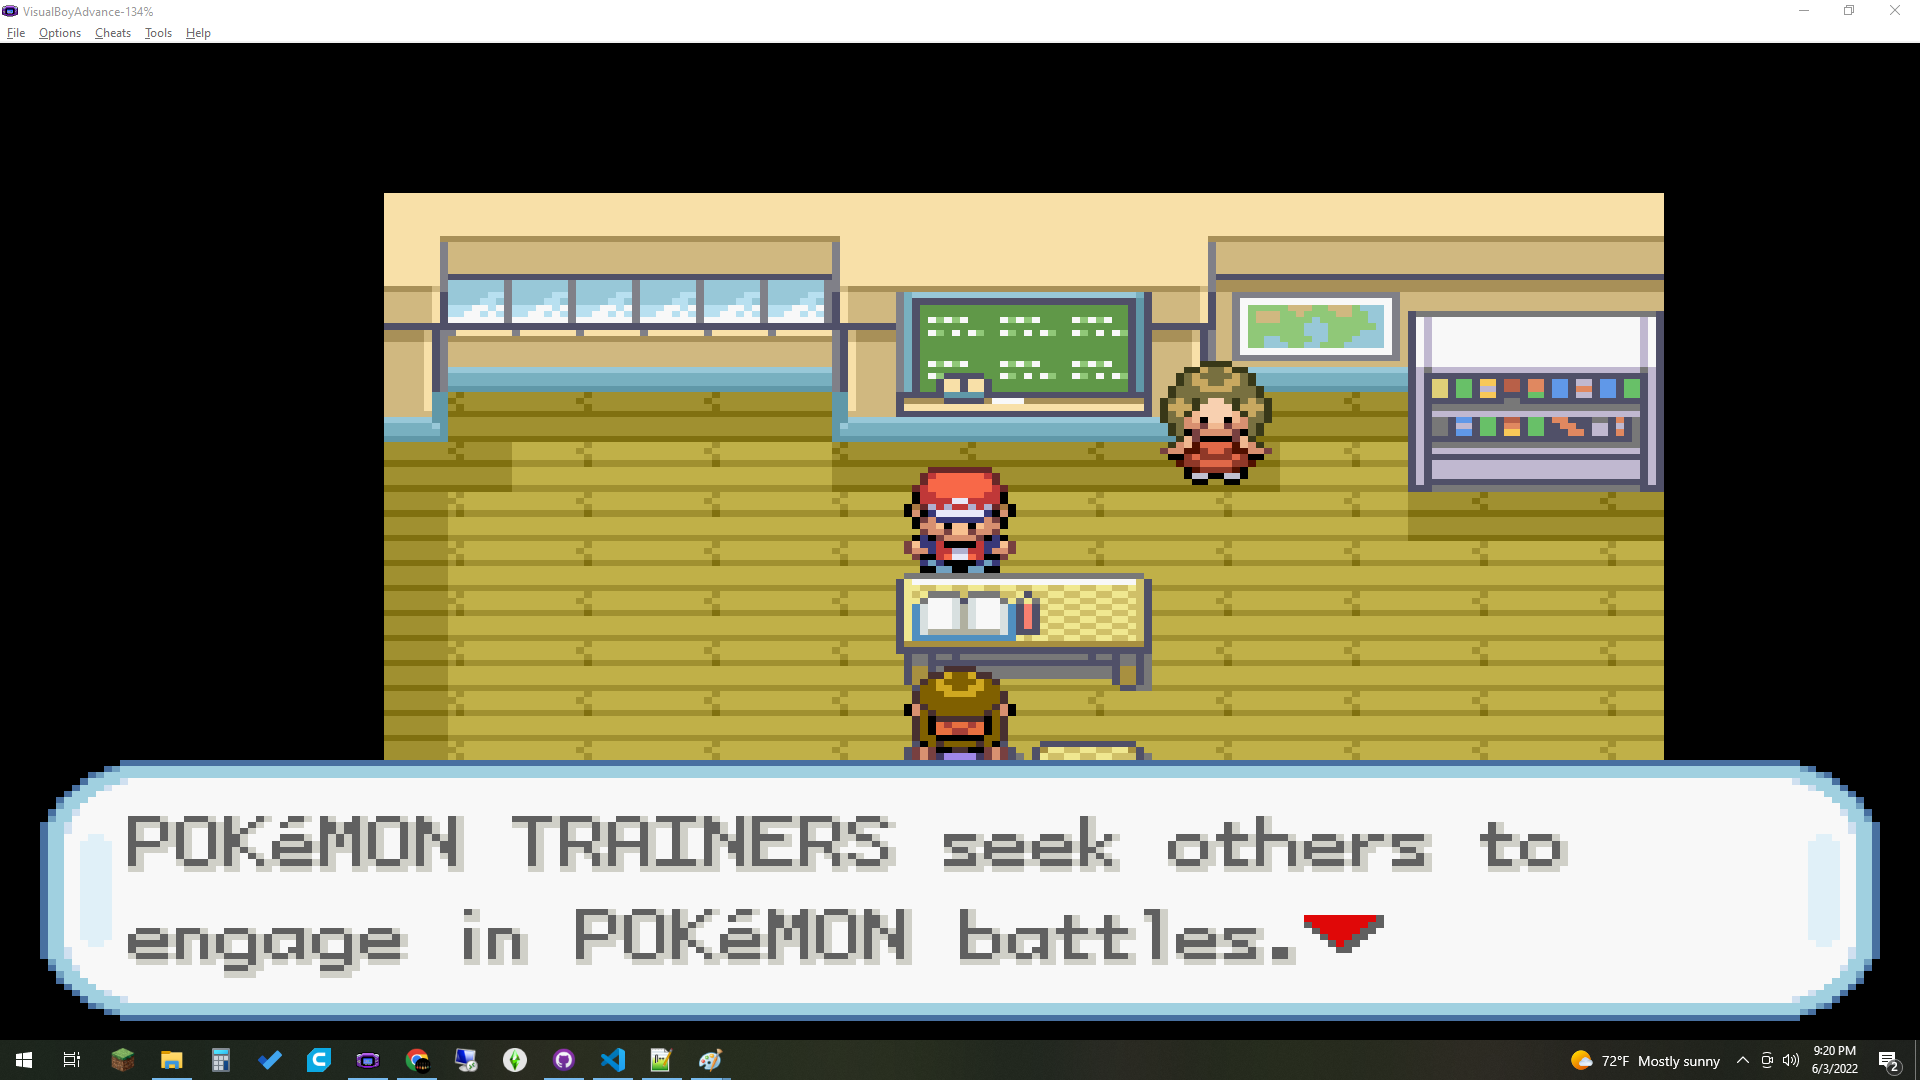 VisualBoyAdvance-134%
File Options Cheats Tools Help
POKéMON TRAINERS seek others to
engage in POKéMON battles.
72°F Mostly sunny
9:20 PM
6/3/2022
2